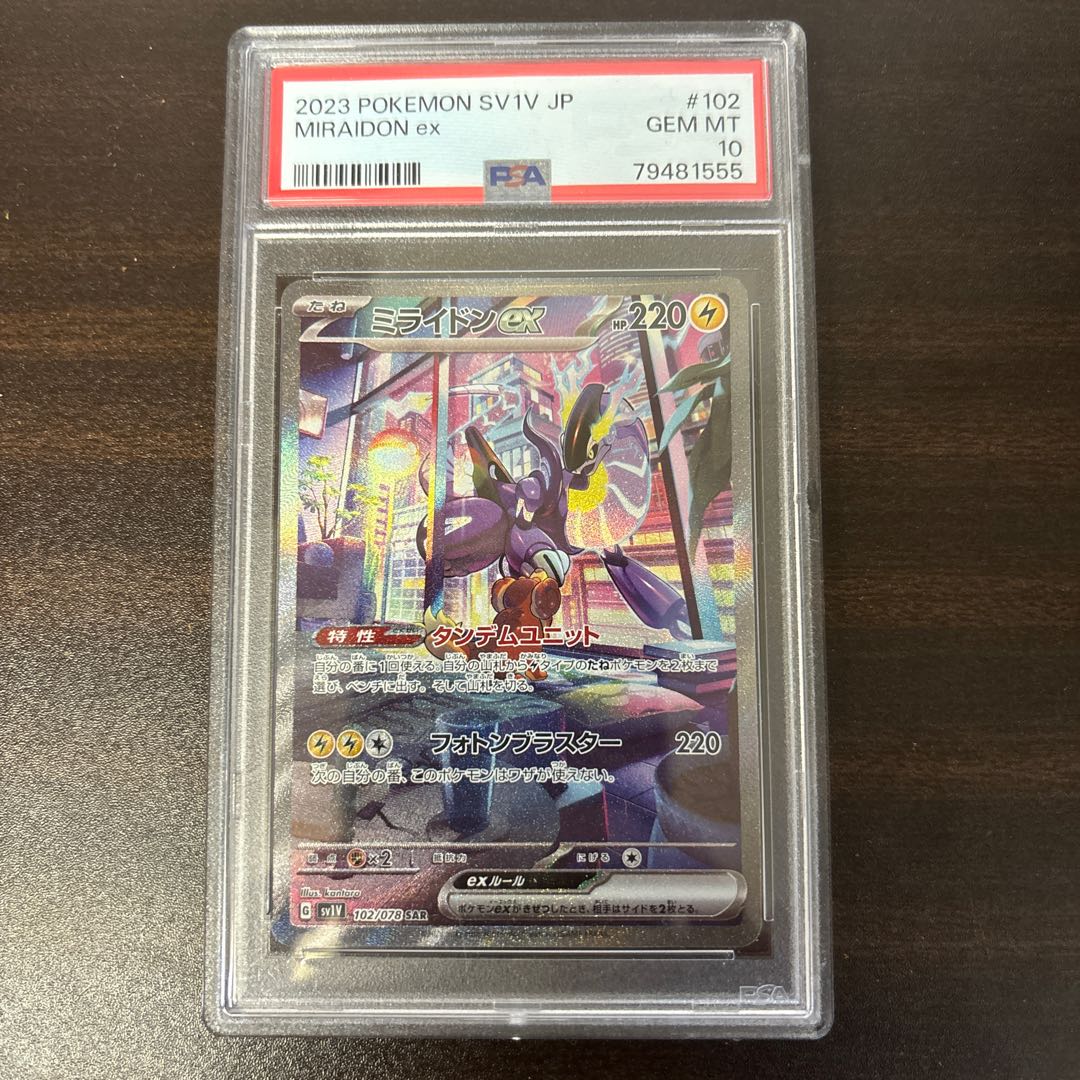 2023 POKEMON SV1V JP #102
MIRAIDON ex GEM MT
10
PSA 79481555
たね ミライドンex HP 220
特性 タンデムユニット
自分の番に1回使える。自分の山札からタイプのたねポケモンを2枚まで
選び、ベンチに出す。そして山札を切る。
フォトンブラスター 220
次の自分の番、このポケモンはワザが使えない。
弱点 ×2 抵抗力 にげる
exルール
ポケモンexがきぜつしたとき、相手はサイドを2枚とる。
Illus. kantaro
G sv1V 102/078 SAR
PSA